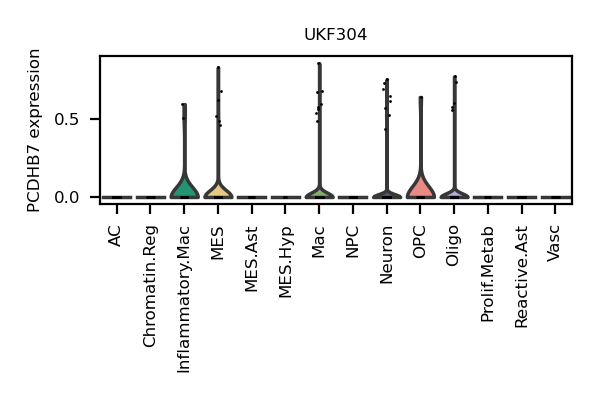 UKF304
PCDHB7 expression
0.5
0.0
AC
Chromatin.Reg
Inflammatory.Mac
MES
MES.Ast
MES.Hyp
Mac
NPC
Neuron
OPC
Oligo
Prolif.Metab
Reactive.Ast
Vasc